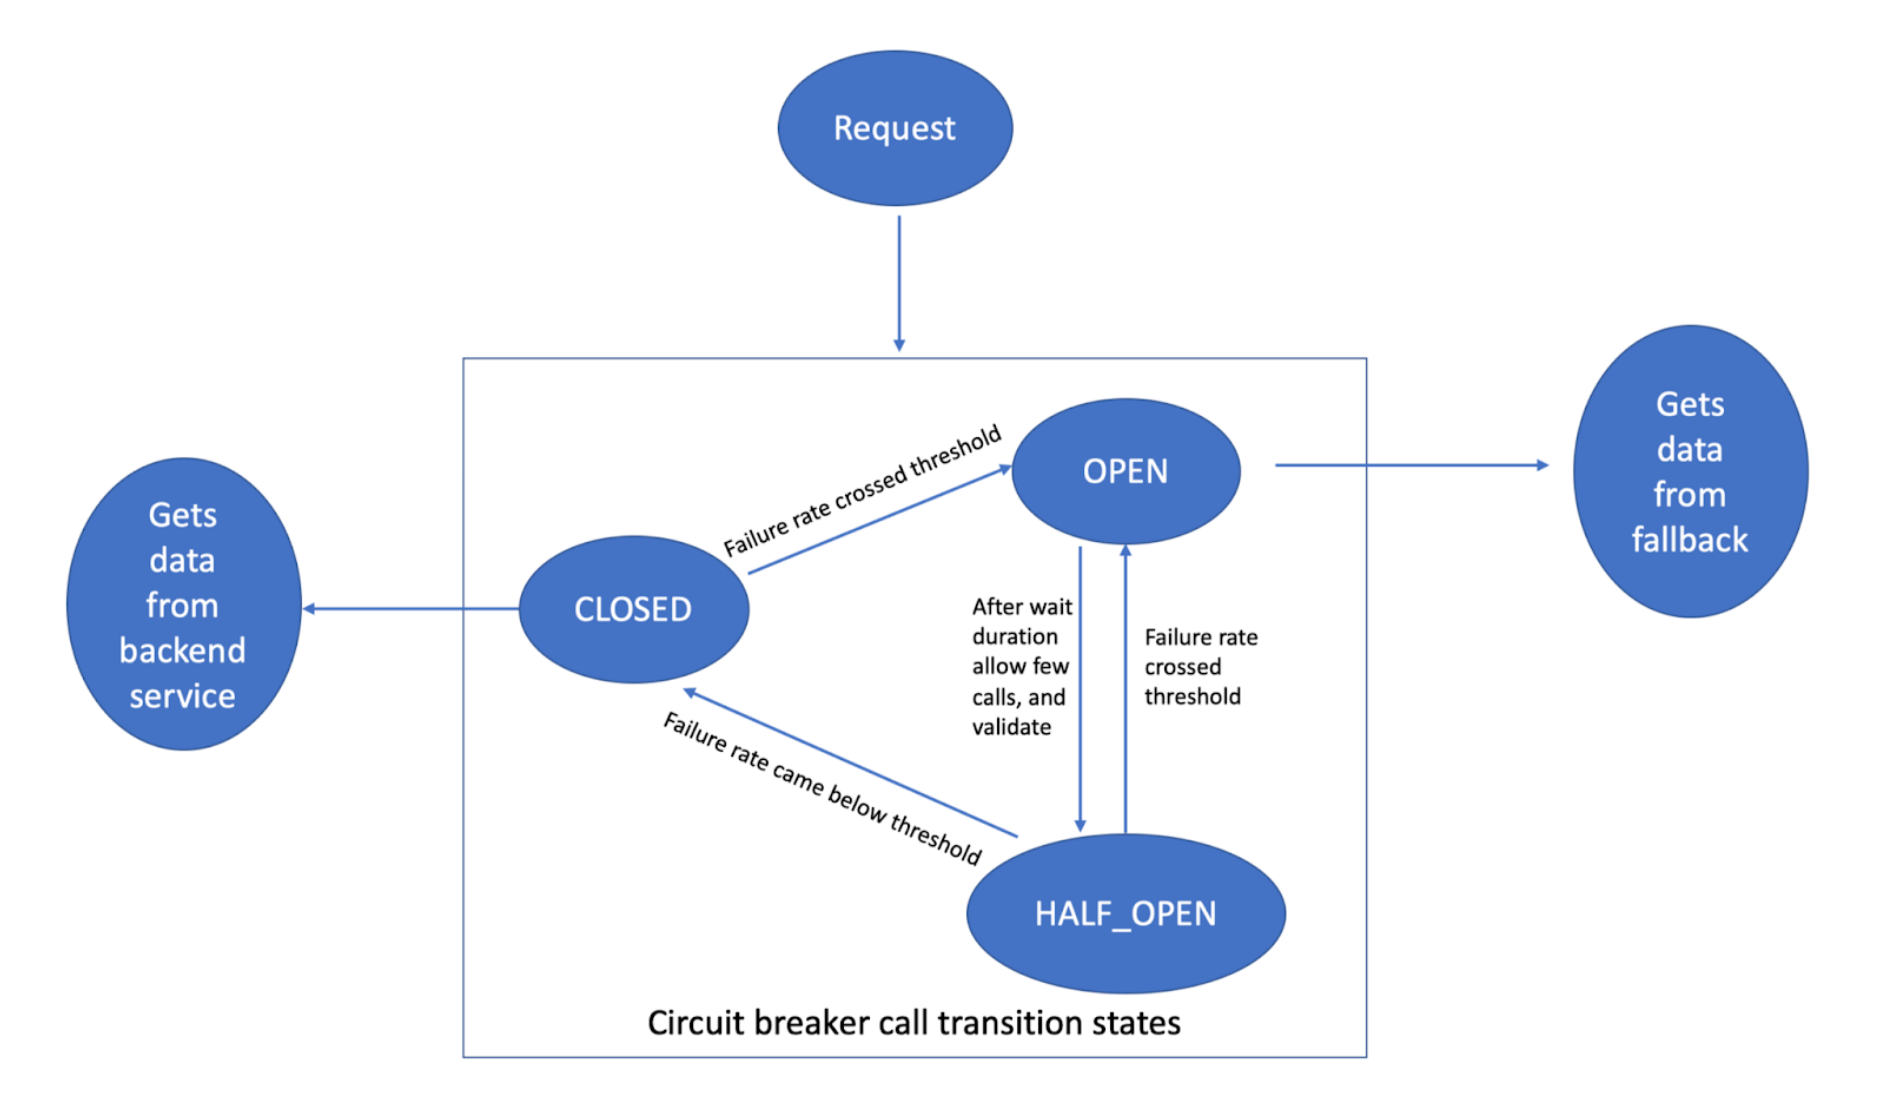 Request
Gets
data
from
fallback
OPEN
Failure rate crossed threshold
Gets
data
from
backend
service
CLOSED
After wait
duration
allow few
calls, and
validate
Failure rate
crossed
threshold
Failure rate came below threshold
HALF_OPEN
Circuit breaker call transition states